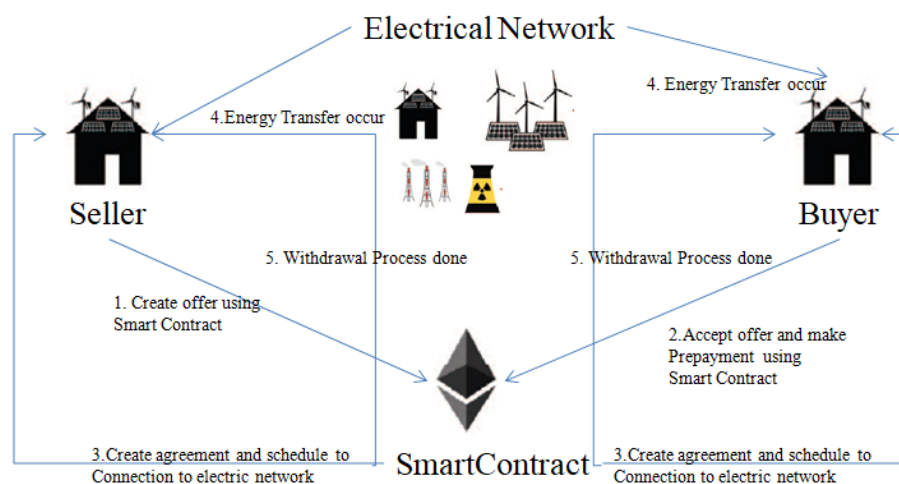 Electrical Network
4. Energy Transfer occur
4.Energy Transfer occur
Seller
Buyer
5. Withdrawal Process done
5. Withdrawal Process done
1. Create offer using
Smart Contract
2.Accept offer and make
Prepayment using
Smart Contract
3.Create agreement and schedule to
Connection to electric network
SmartContract
3.Create agreement and schedule to
Connection to electric network